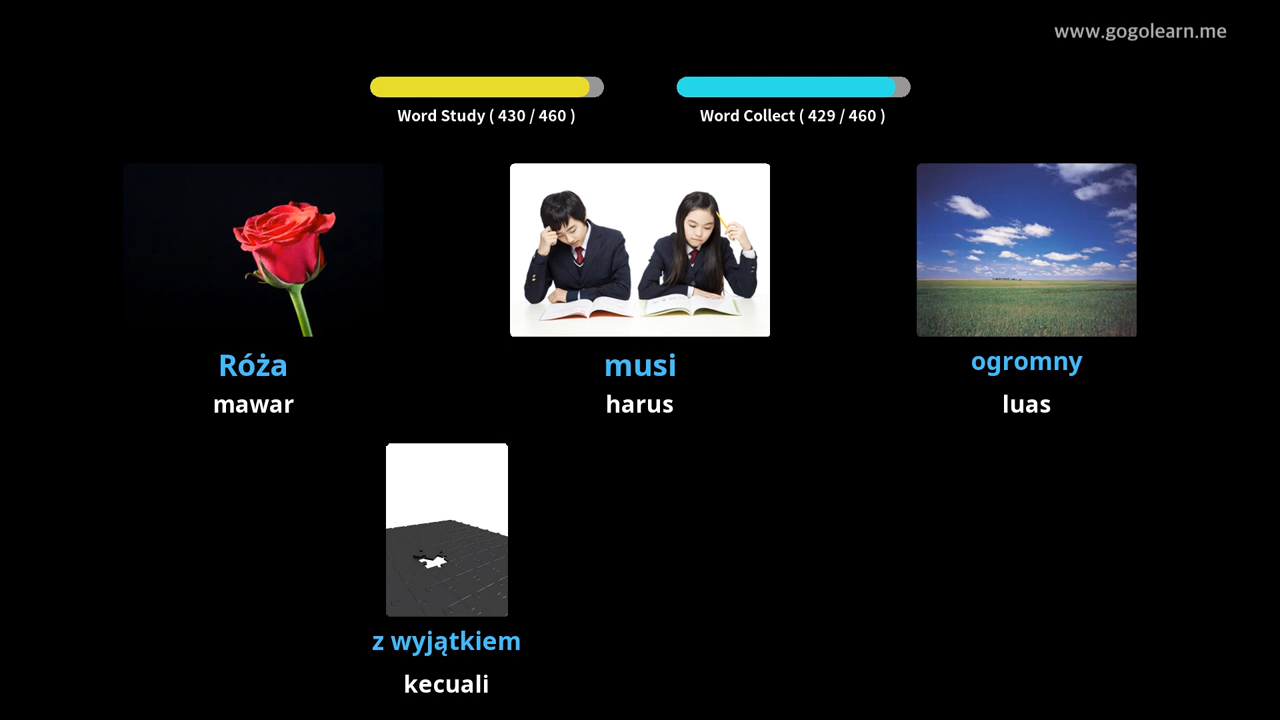 www.gogolearn.me
Word Study ( 430 / 460 )
Word Collect ( 429 / 460 )
Róża
mawar
musi
harus
ogromny
luas
z wyjątkiem
kecuali